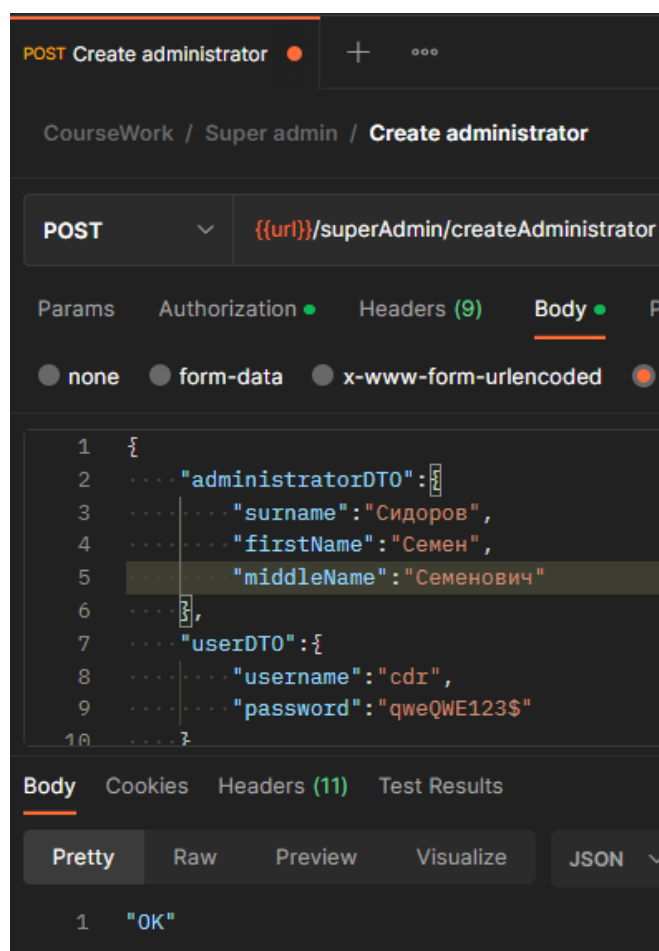 POST Create administrator
CourseWork / Super admin / Create administrator
POST {{url}}/superAdmin/createAdministrator
Params Authorization Headers (9) Body P
none form-data x-www-form-urlencoded
1 {
2 "administratorDTO":{
3 "surname":"Сидоров",
4 "firstName":"Семен",
5 "middleName":"Семенович"
6 },
7 "userDTO":{
8 "username":"cdr",
9 "password":"qweQWE123$"
10 }
Body Cookies Headers (11) Test Results
Pretty Raw Preview Visualize JSON
1 "OK"